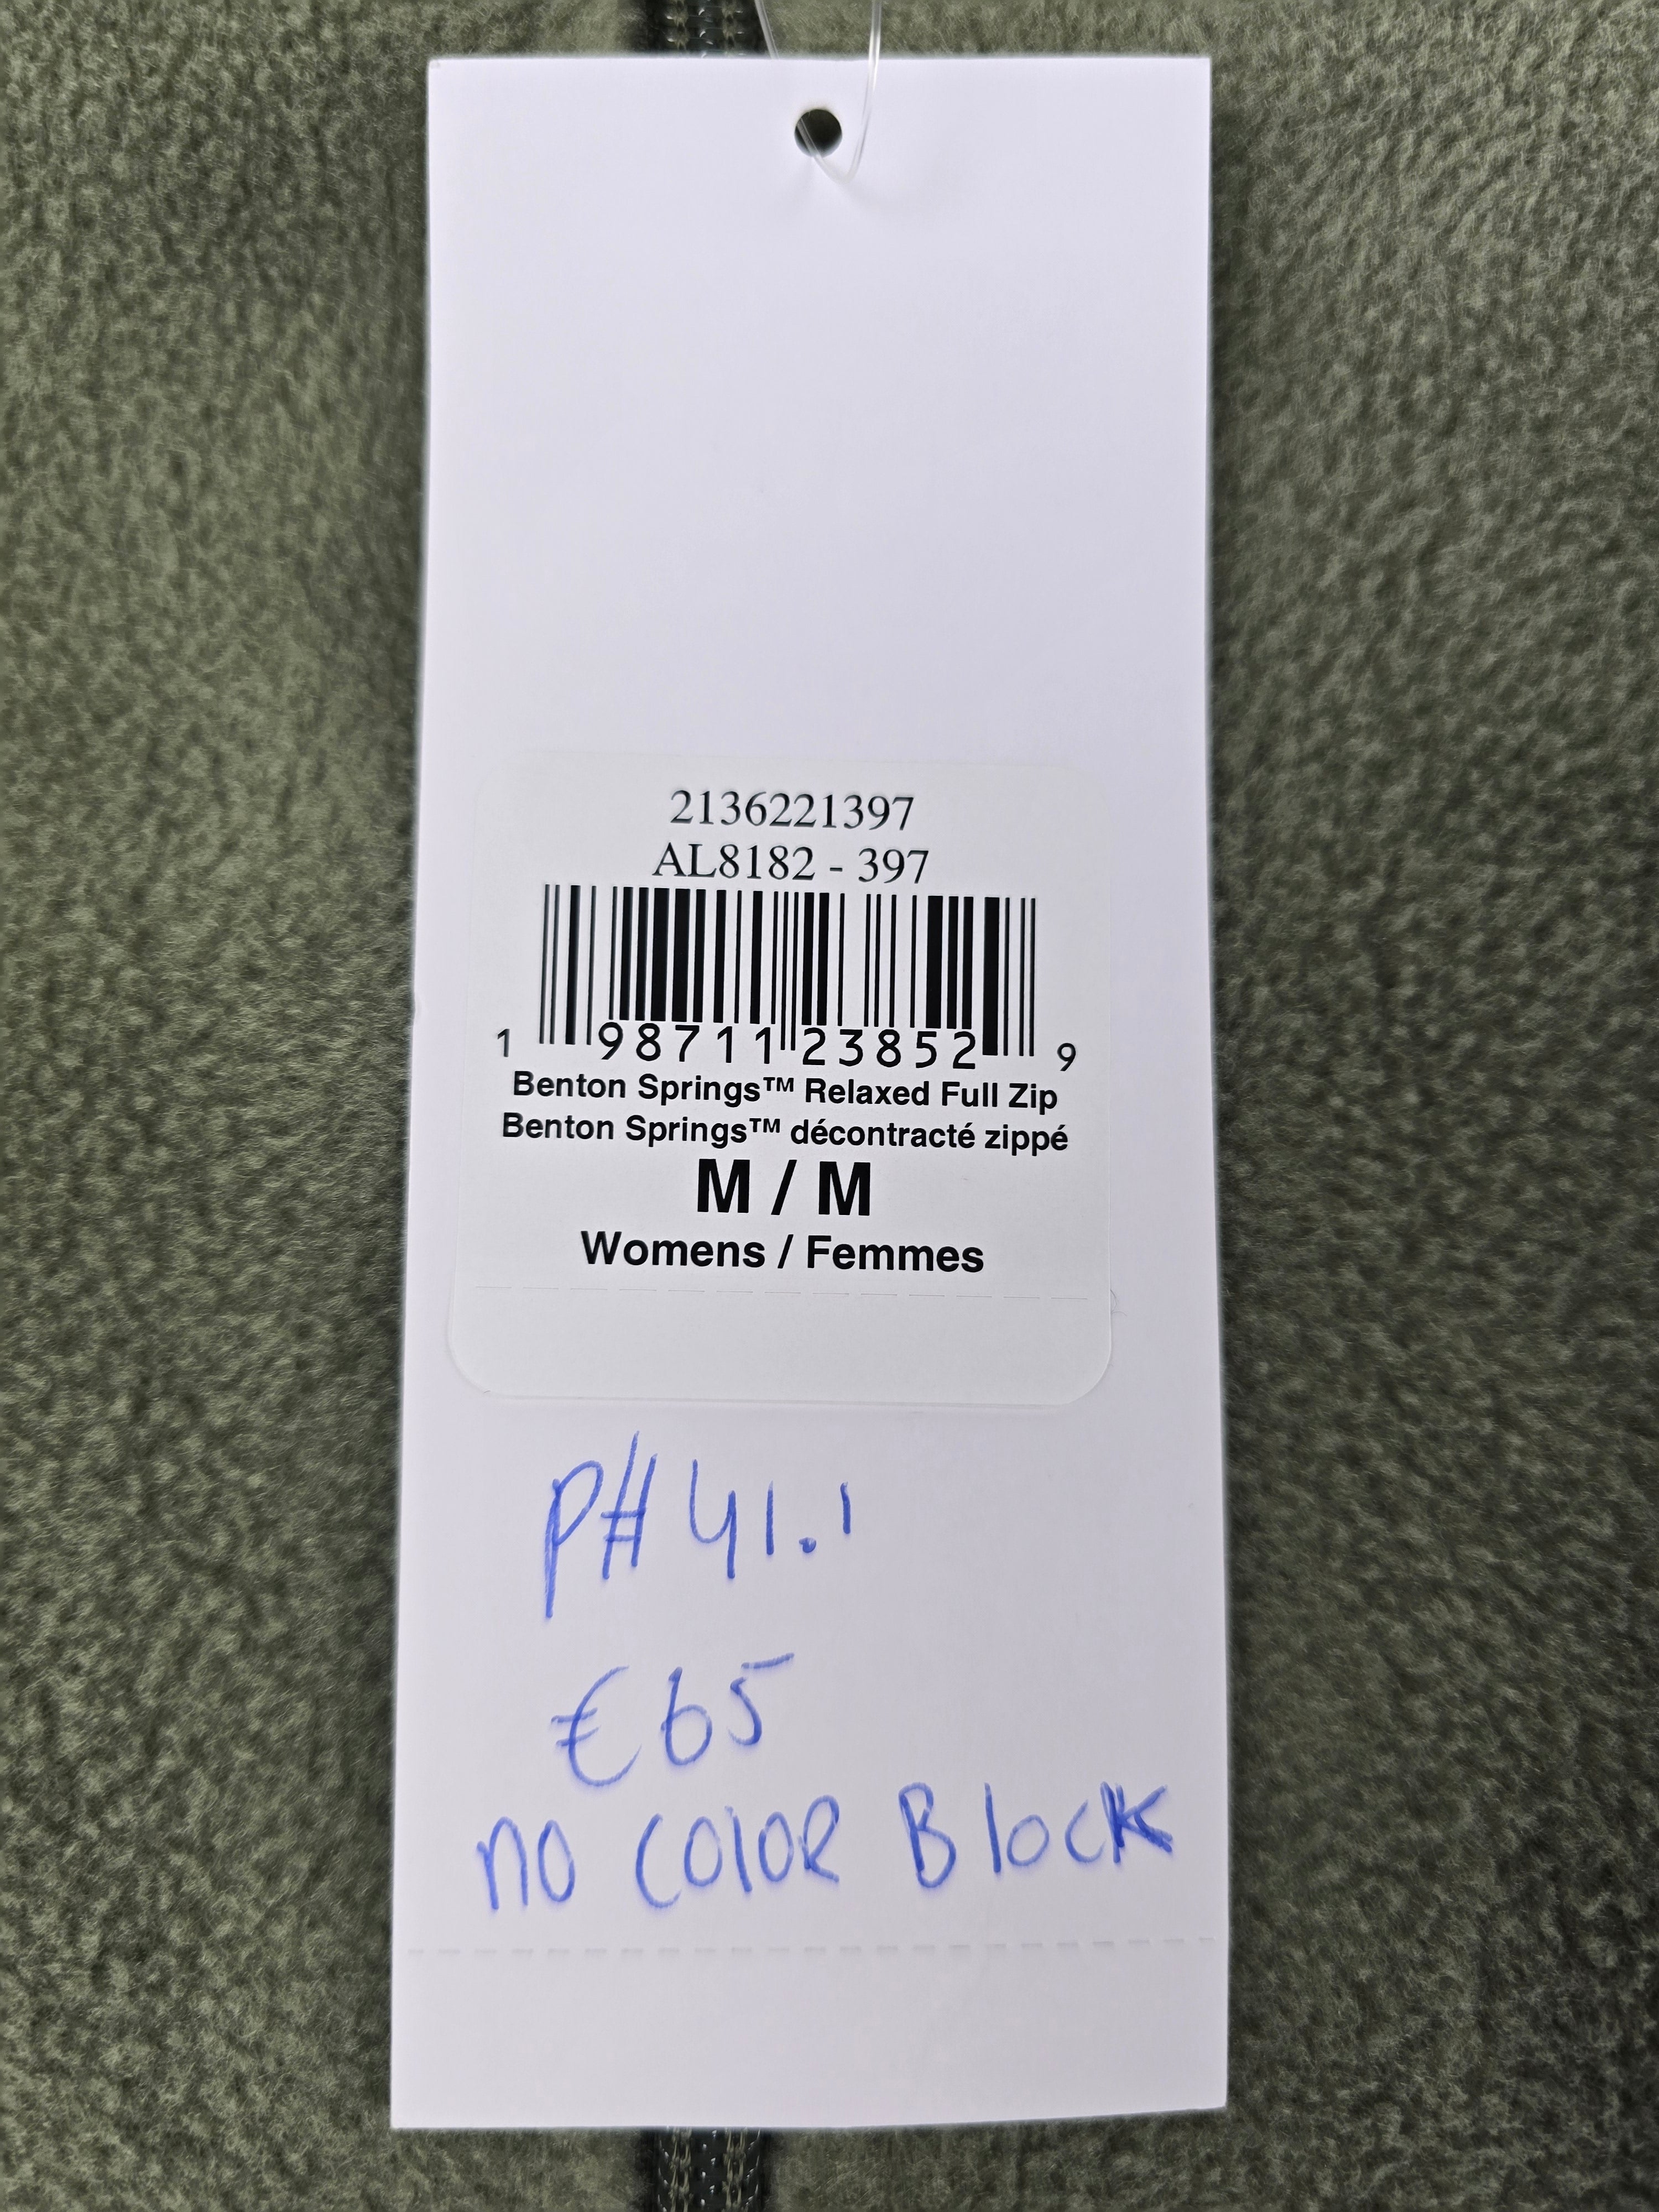 2136221397
AL8182 - 397
1 98711 23852 9
Benton Springs™ Relaxed Full Zip
Benton Springs™ décontracté zippé
M / M
Womens / Femmes
P# 41.1
€65
no COlOR BlocK